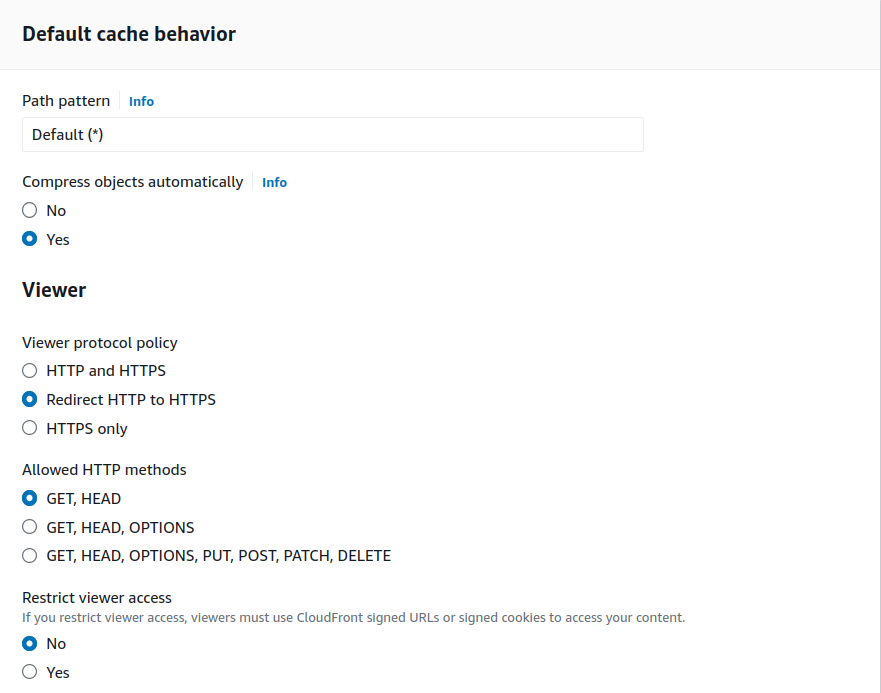 Default cache behavior
Path pattern Info
Default (*)
Compress objects automatically Info
No
Yes
Viewer
Viewer protocol policy
HTTP and HTTPS
Redirect HTTP to HTTPS
HTTPS only
Allowed HTTP methods
GET, HEAD
GET, HEAD, OPTIONS
GET, HEAD, OPTIONS, PUT, POST, PATCH, DELETE
Restrict viewer access
If you restrict viewer access, viewers must use CloudFront signed URLs or signed cookies to access your content.
No
Yes